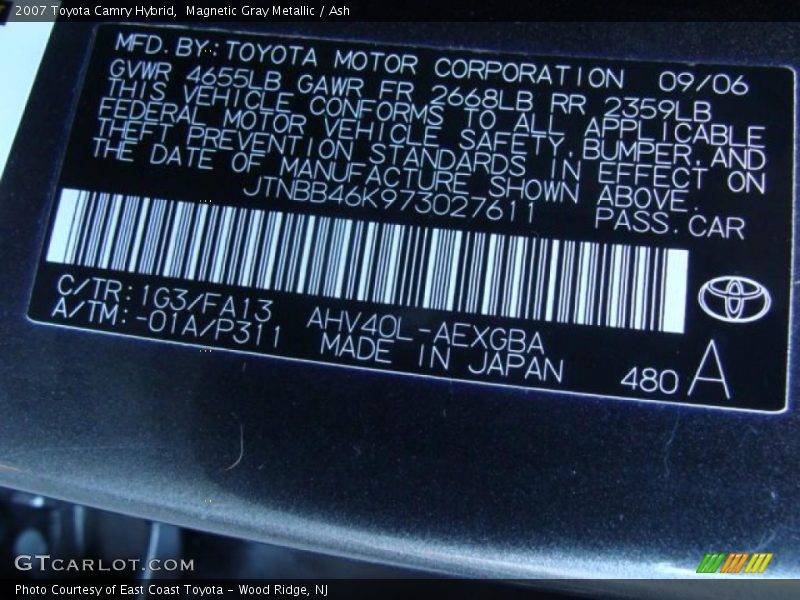 2007 Toyota Camry Hybrid,  Magnetic Gray Metallic / Ash
MFD. BY: TOYOTA MOTOR CORPORATION 09/06
GVWR 4655LB GAWR FR 2668LB RR 2359LB
THIS VEHICLE CONFORMS TO ALL APPLICABLE
FEDERAL MOTOR VEHICLE SAFETY, BUMPER, AND
THEFT PREVENTION STANDARDS IN EFFECT ON
THE DATE OF MANUFACTURE SHOWN ABOVE.
JTNBB46K973027611 PASS. CAR
C/TR: 1G3/FA13 AHV40L-AEXGBA
A/TM: -01A/P311 MADE IN JAPAN 480 A
GTCARLOT.COM
Photo Courtesy of East Coast Toyota - Wood Ridge, NJ